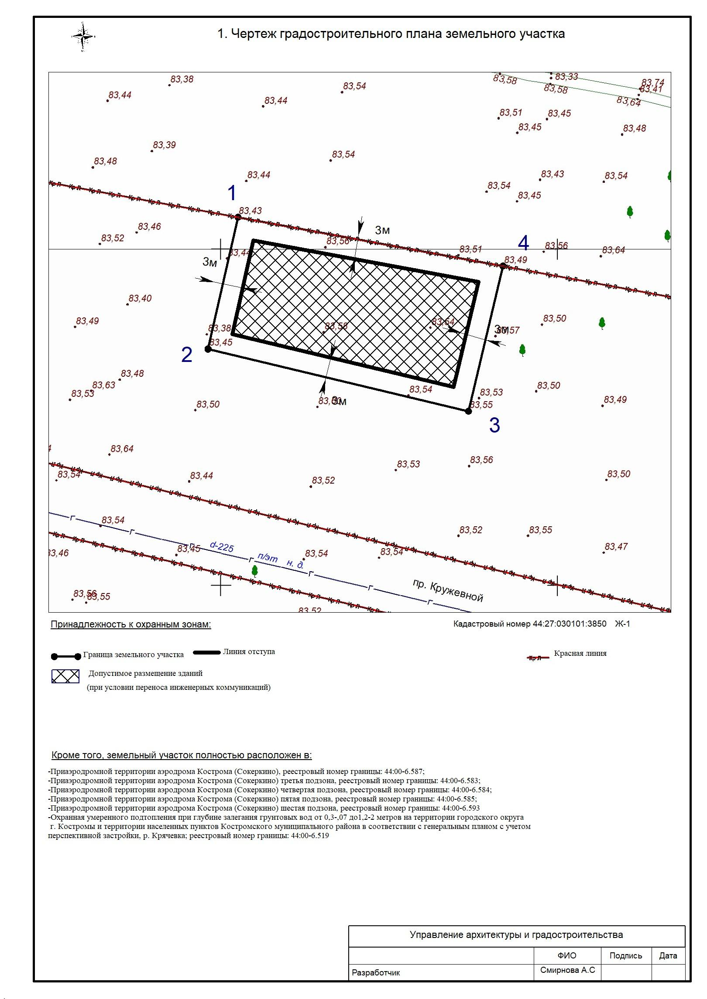 1. Чертеж градостроительного плана земельного участка
83,38
83,54
83,44
83,44
83,58
83,33
83,58
83,74
83,41
83,64
83,51
83,45
83,45
83,48
83,39
83,54
83,48
83,44
83,43
83,54
83,54
83,45
1
83,43
83,46
83,52
3м
4
83,56
83,51
83,56
83,64
83,44
3м
83,49
83,40
83,49
83,50
83,38
83,58
83,54
3м
83,57
83,45
2
83,48
83,63
83,53
83,50
83,54
83,53
83,50
83,49
83,50
3м
83,55
3
83,64
83,53
83,56
83,54
83,44
83,52
83,50
83,54
83,52
83,55
83,46
83,45
d-225
п/эт н. д.
83,54
83,54
83,47
пр. Кружевной
83,56
83,55
83,52
Принадлежность к охранным зонам:
Кадастровый номер 44:27:030101:3850 Ж-1
Граница земельного участка
Линия отступа
Кр Л
Красная линия
Допустимое размещение зданий
(при условии переноса инженерных коммуникаций)
Кроме того, земельный участок полностью расположен в:
-Приаэродромной территории аэродрома Кострома (Сокеркино), реестровый номер границы: 44:00-6.587;
-Приаэродромной территории аэродрома Кострома (Сокеркино) третья подзона, реестровый номер границы: 44:00-6.583;
-Приаэродромной территории аэродрома Кострома (Сокеркино) четвертая подзона, реестровый номер границы: 44:00-6.584;
-Приаэродромной территории аэродрома Кострома (Сокеркино) пятая подзона, реестровый номер границы: 44:00-6.585;
-Приаэродромной территории аэродрома Кострома (Сокеркино) шестая подзона, реестровый номер границы: 44:00-6.593
-Охранная умеренного подтопления при глубине залегания грунтовых вод от 0,3-,07 до1,2-2 метров на территории городского округа
г. Костромы и территории населенных пунктов Костромского муниципального района в соответствии с генеральным планом с учетом
перспективной застройки, р. Крячевка; реестровый номер границы: 44:00-6.519
Управление архитектуры и градостроительства
ФИО Подпись Дата
Разработчик Смирнова А.С